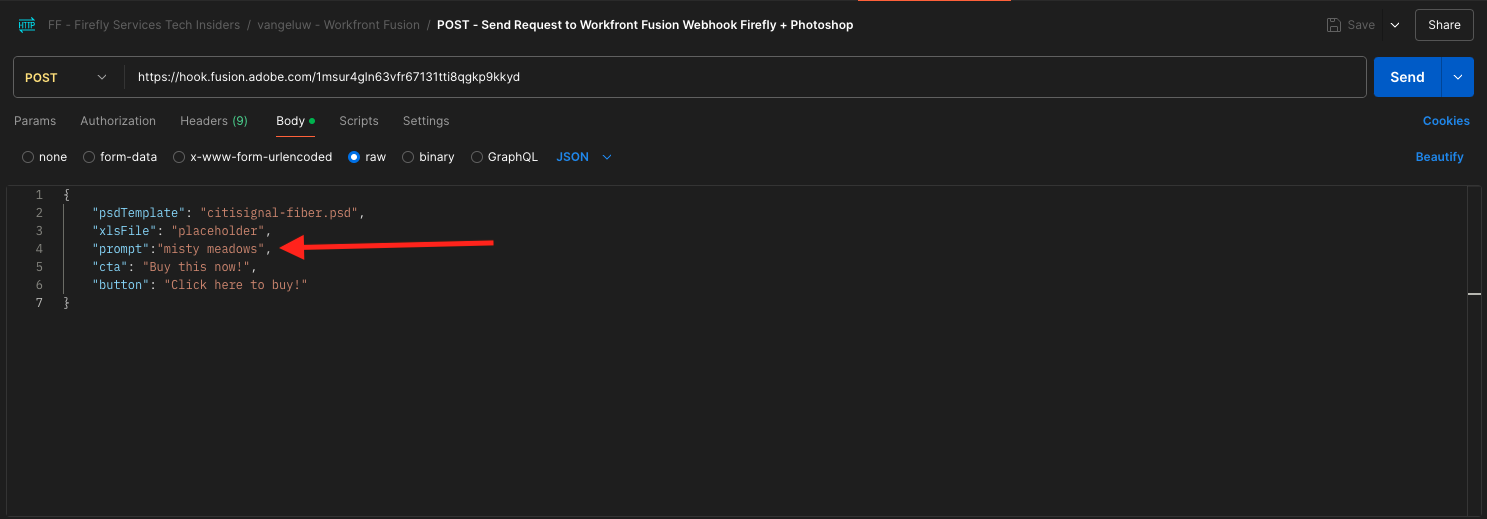 HTTP FF - Firefly Services Tech Insiders / vangeluw - Workfront Fusion / POST - Send Request to Workfront Fusion Webhook Firefly + Photoshop Save Share
POST https://hook.fusion.adobe.com/1msur4gln63vfr67131tti8qgkp9kkyd Send
Params Authorization Headers (9) Body Scripts Settings Cookies
none form-data x-www-form-urlencoded raw binary GraphQL JSON Beautify
1 {
2 "psdTemplate": "citisignal-fiber.psd",
3 "xlsFile": "placeholder",
4 "prompt":"misty meadows",
5 "cta": "Buy this now!",
6 "button": "Click here to buy!"
7 }